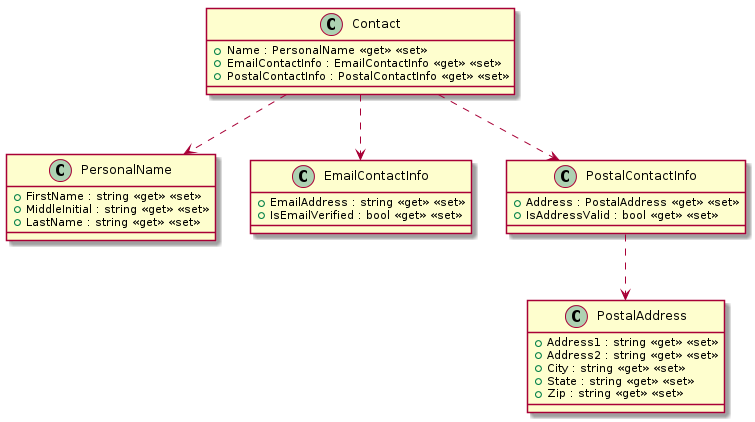 C Contact
Name : PersonalName «get» «set»
EmailContactInfo : EmailContactInfo «get» «set»
PostalContactInfo : PostalContactInfo «get» «set»
C PersonalName
FirstName : string «get» «set»
MiddleInitial : string «get» «set»
LastName : string «get» «set»
C EmailContactInfo
EmailAddress : string «get» «set»
IsEmailVerified : bool «get» «set»
C PostalContactInfo
Address : PostalAddress «get» «set»
IsAddressValid : bool «get» «set»
C PostalAddress
Address1 : string «get» «set»
Address2 : string «get» «set»
City : string «get» «set»
State : string «get» «set»
Zip : string «get» «set»